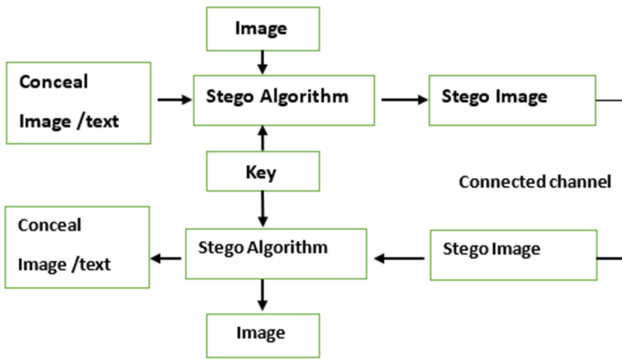 Image
Conceal
Image /text
Stego Algorithm
Stego Image
Key
Connected channel
Conceal
Image /text
Stego Algorithm
Stego Image
Image